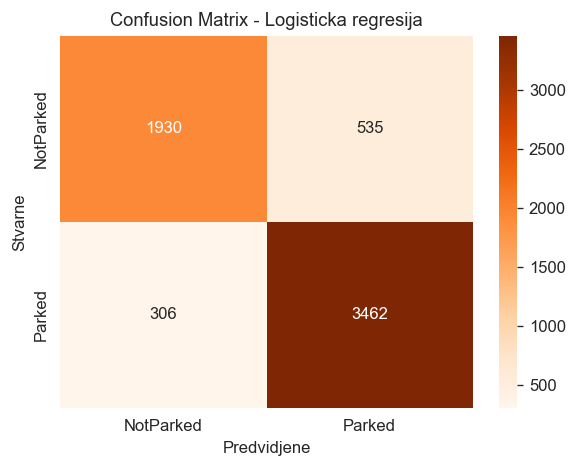 Confusion Matrix - Logisticka regresija
Stvarne
NotParked
Parked
1930
535
306
3462
NotParked
Parked
Predvidjene
3000
2500
2000
1500
1000
500